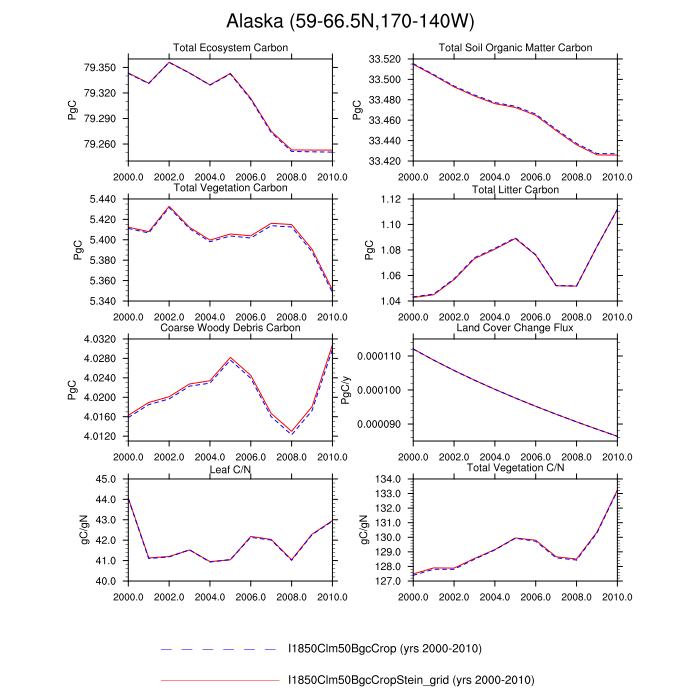 Alaska (59-66.5N,170-140W)
Total Ecosystem Carbon
79.350
79.320
79.290
79.260
PgC
2000.0 2002.0 2004.0 2006.0 2008.0 2010.0
Total Soil Organic Matter Carbon
33.520
33.500
33.480
33.460
33.440
33.420
PgC
2000.0 2002.0 2004.0 2006.0 2008.0 2010.0
Total Vegetation Carbon
5.440
5.420
5.400
5.380
5.360
5.340
PgC
2000.0 2002.0 2004.0 2006.0 2008.0 2010.0
Total Litter Carbon
1.12
1.10
1.08
1.06
1.04
PgC
2000.0 2002.0 2004.0 2006.0 2008.0 2010.0
Coarse Woody Debris Carbon
4.0320
4.0280
4.0240
4.0200
4.0160
4.0120
PgC
2000.0 2002.0 2004.0 2006.0 2008.0 2010.0
Land Cover Change Flux
0.000110
0.000100
0.000090
PgC/y
2000.0 2002.0 2004.0 2006.0 2008.0 2010.0
Leaf C/N
45.0
44.0
43.0
42.0
41.0
40.0
gC/gN
2000.0 2002.0 2004.0 2006.0 2008.0 2010.0
Total Vegetation C/N
134.0
133.0
132.0
131.0
130.0
129.0
128.0
127.0
gC/gN
2000.0 2002.0 2004.0 2006.0 2008.0 2010.0
I1850Clm50BgcCrop (yrs 2000-2010)
I1850Clm50BgcCropStein_grid (yrs 2000-2010)